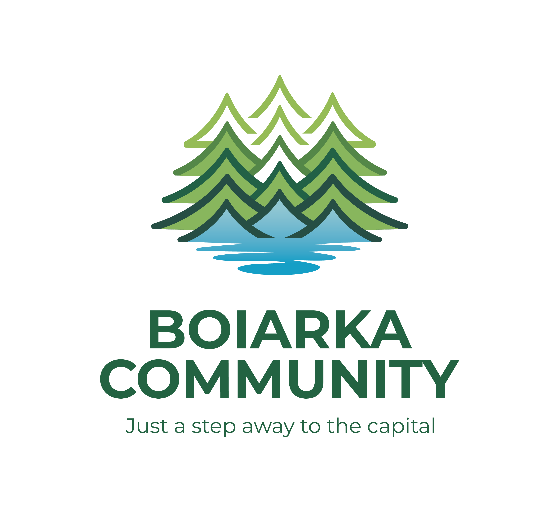 BOIARKA
COMMUNITY
Just a step away to the capital